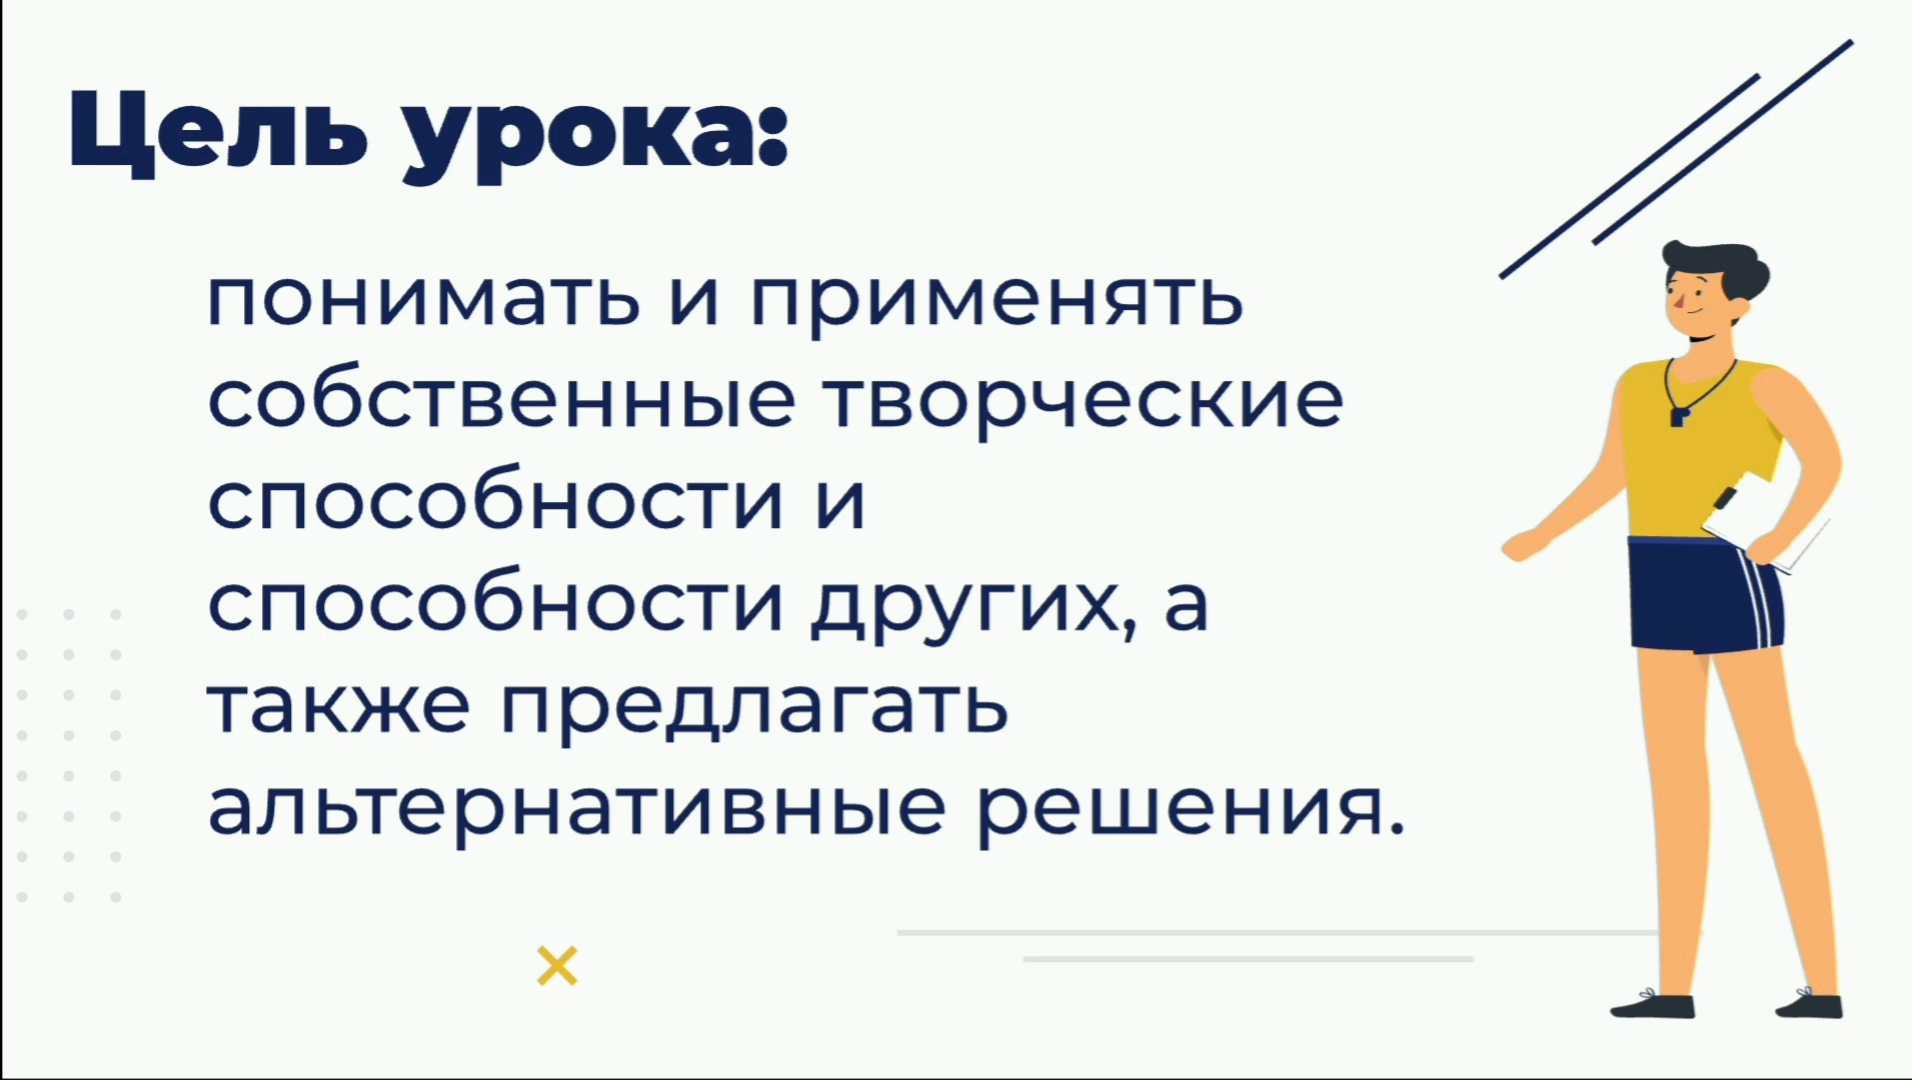 Цель урока:
понимать и применять
собственные творческие
способности и
способности других, а
также предлагать
альтернативные решения.